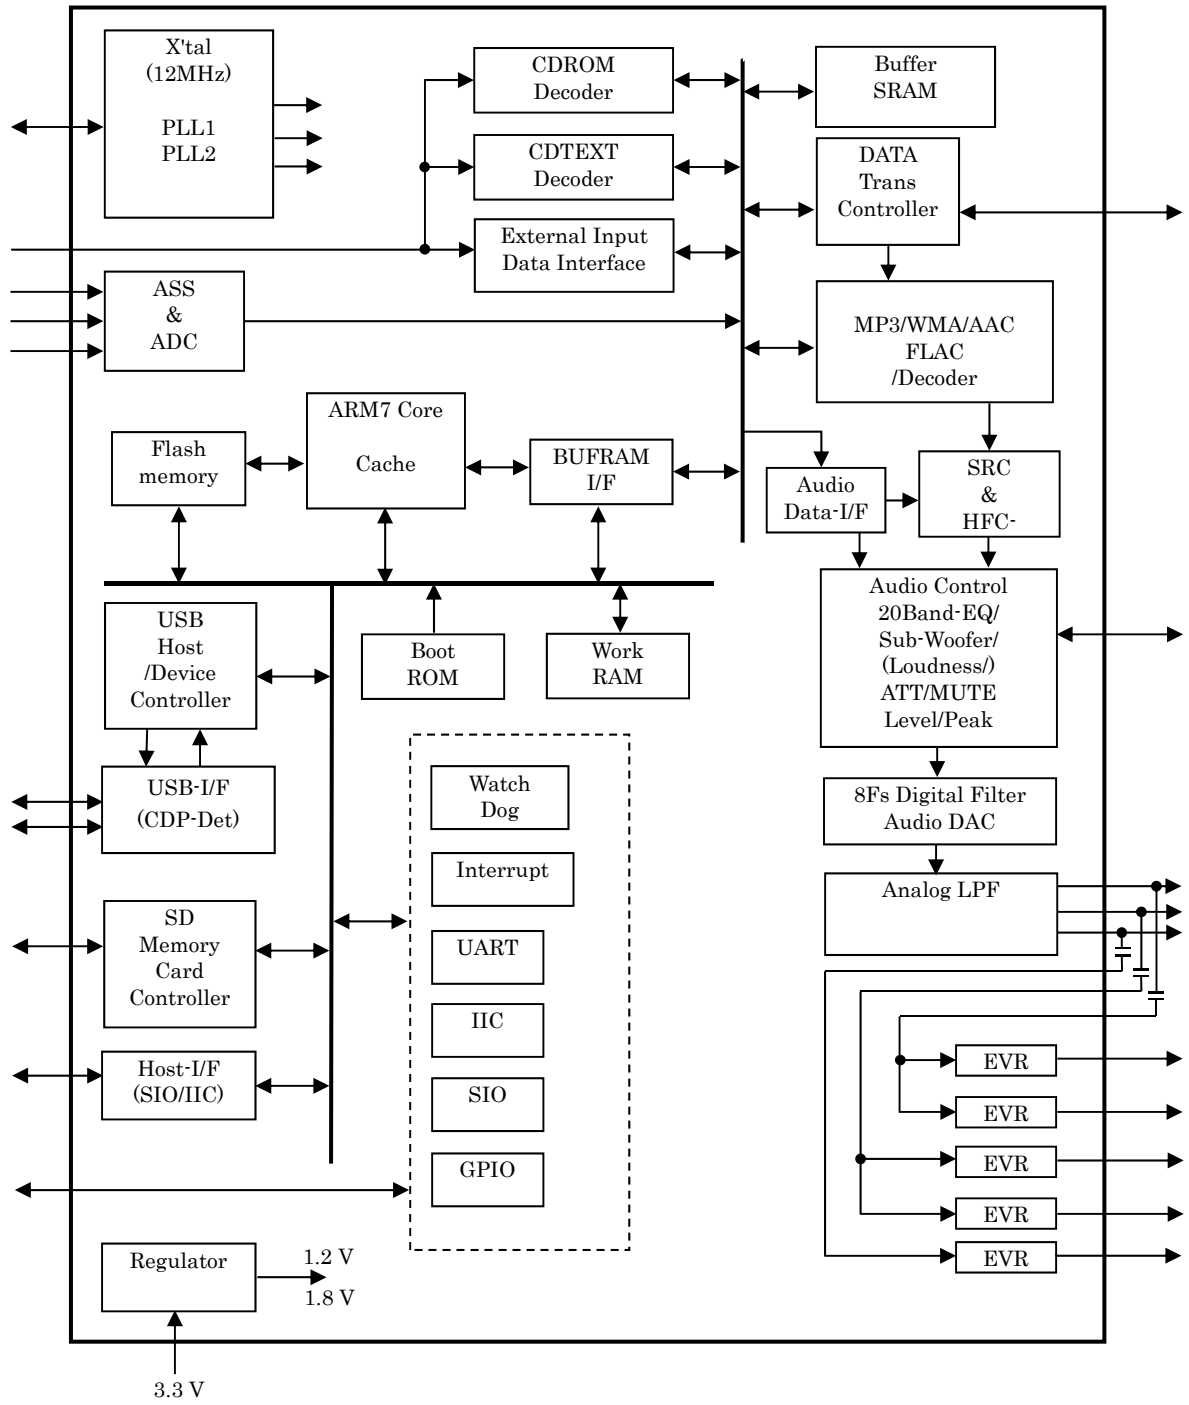 X'tal
(12MHz)
PLL1
PLL2
CDROM
Decoder
CDTEXT
Decoder
External Input
Data Interface
Buffer
SRAM
DATA
Trans
Controller
ASS
&
ADC
MP3/WMA/AAC
FLAC
/Decoder
ARM7 Core
Cache
Flash
memory
BUFRAM
I/F
Audio
Data-I/F
SRC
&
HFC-
Audio Control
20Band-EQ/
Sub-Woofer/
(Loudness/)
ATT/MUTE
Level/Peak
USB
Host
/Device
Controller
Boot
ROM
Work
RAM
USB-I/F
(CDP-Det)
Watch
Dog
Interrupt
UART
IIC
SIO
GPIO
8Fs Digital Filter
Audio DAC
Analog LPF
SD
Memory
Card
Controller
Host-I/F
(SIO/IIC)
EVR
EVR
EVR
EVR
EVR
Regulator
1.2 V
1.8 V
3.3 V